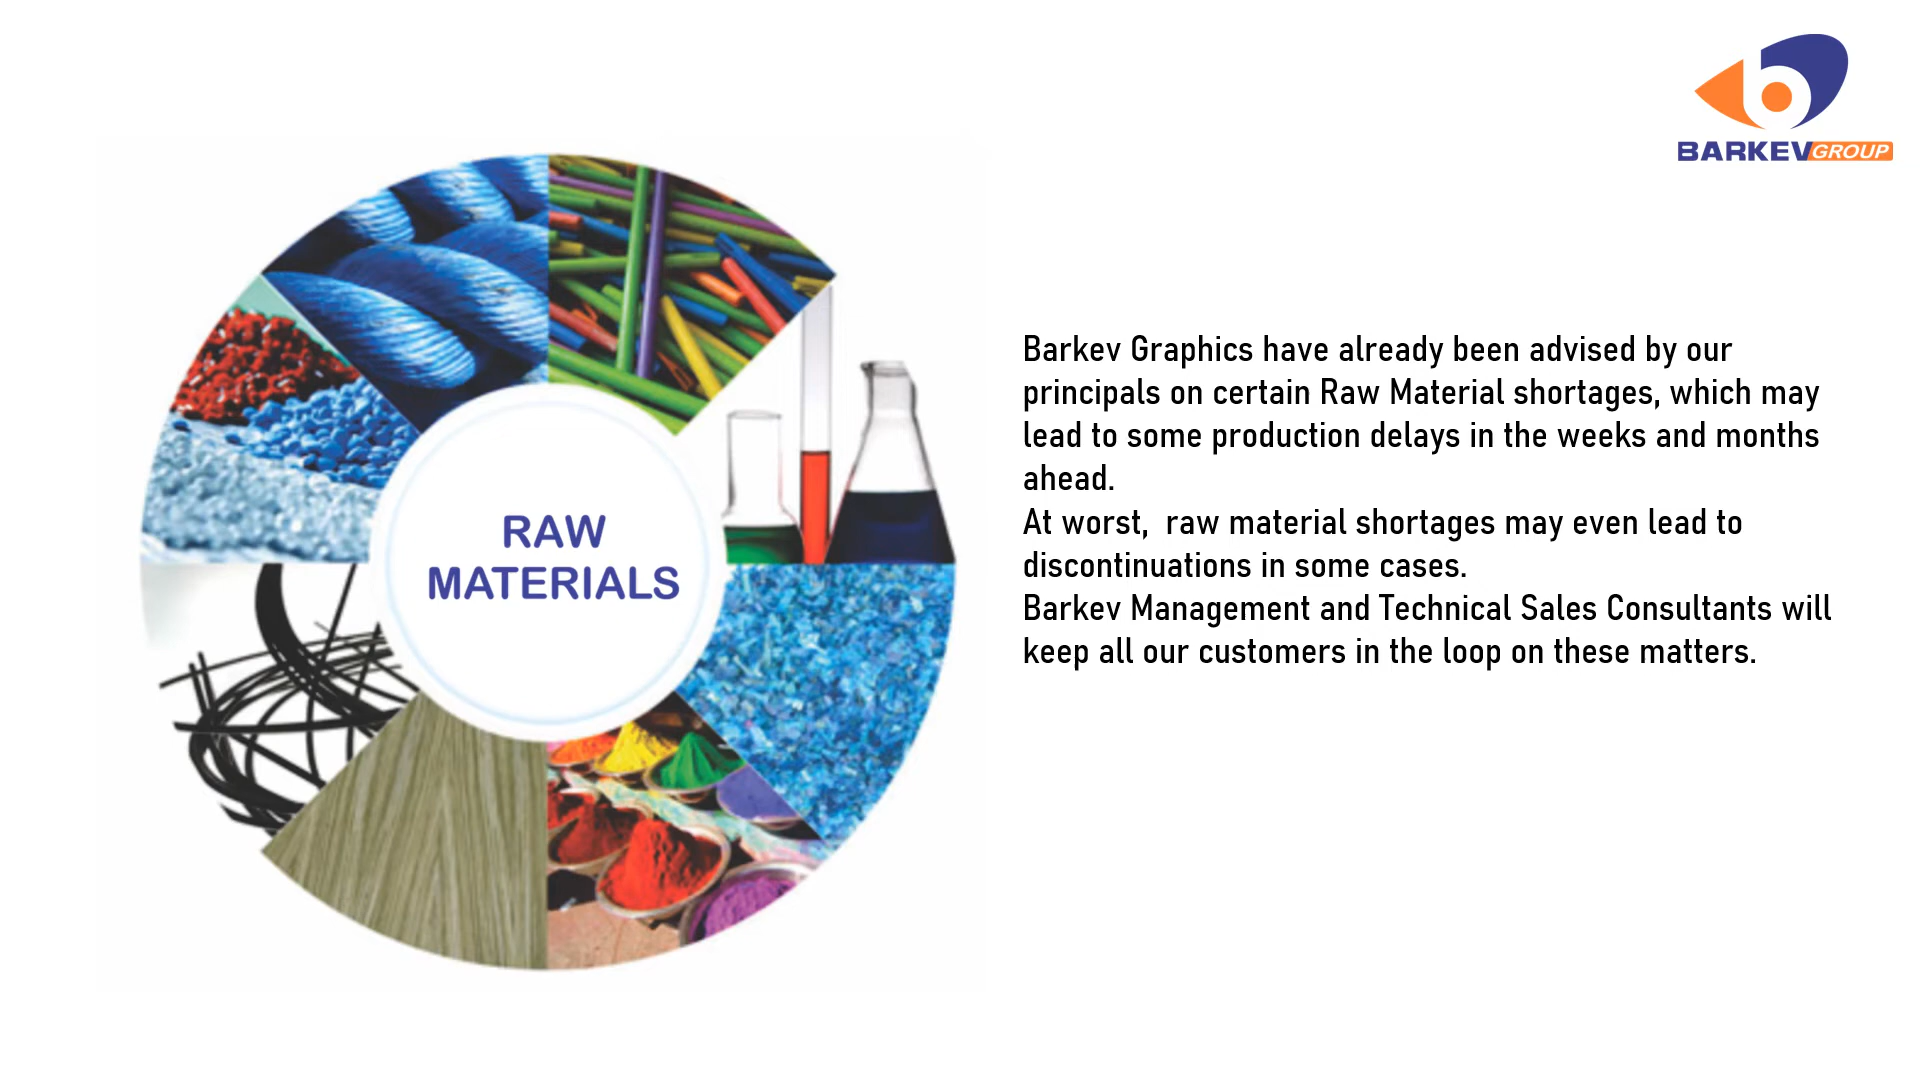 BARKEVGROUP
RAW
MATERIALS
Barkev Graphics have already been advised by our
principals on certain Raw Material shortages, which may
lead to some production delays in the weeks and months
ahead.
At worst,  raw material shortages may even lead to
discontinuations in some cases.
Barkev Management and Technical Sales Consultants will
keep all our customers in the loop on these matters.